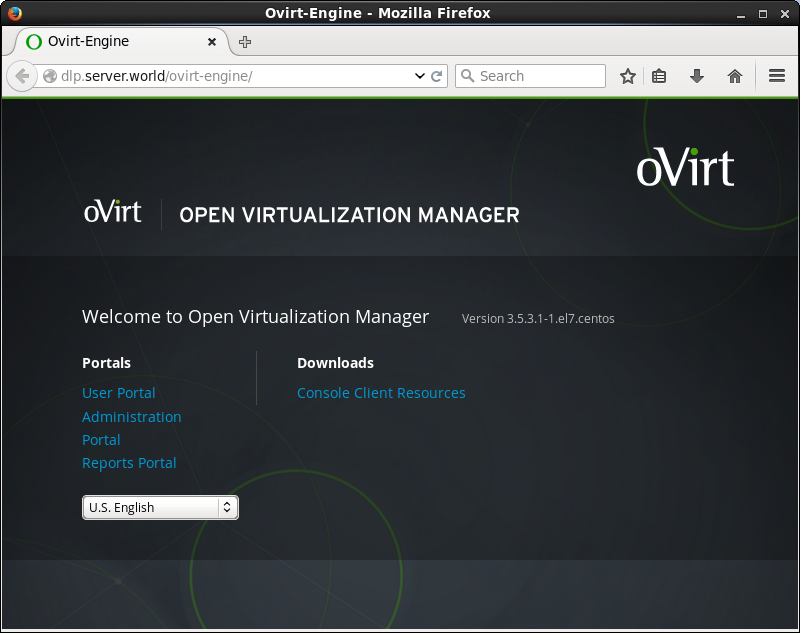 Ovirt-Engine - Mozilla Firefox
Ovirt-Engine
dlp.server.world/ovirt-engine/
Search
oVirt
oVirt
OPEN VIRTUALIZATION MANAGER
Welcome to Open Virtualization Manager
Version 3.5.3.1-1.el7.centos
Portals
Downloads
User Portal
Console Client Resources
Administration
Portal
Reports Portal
U.S. English